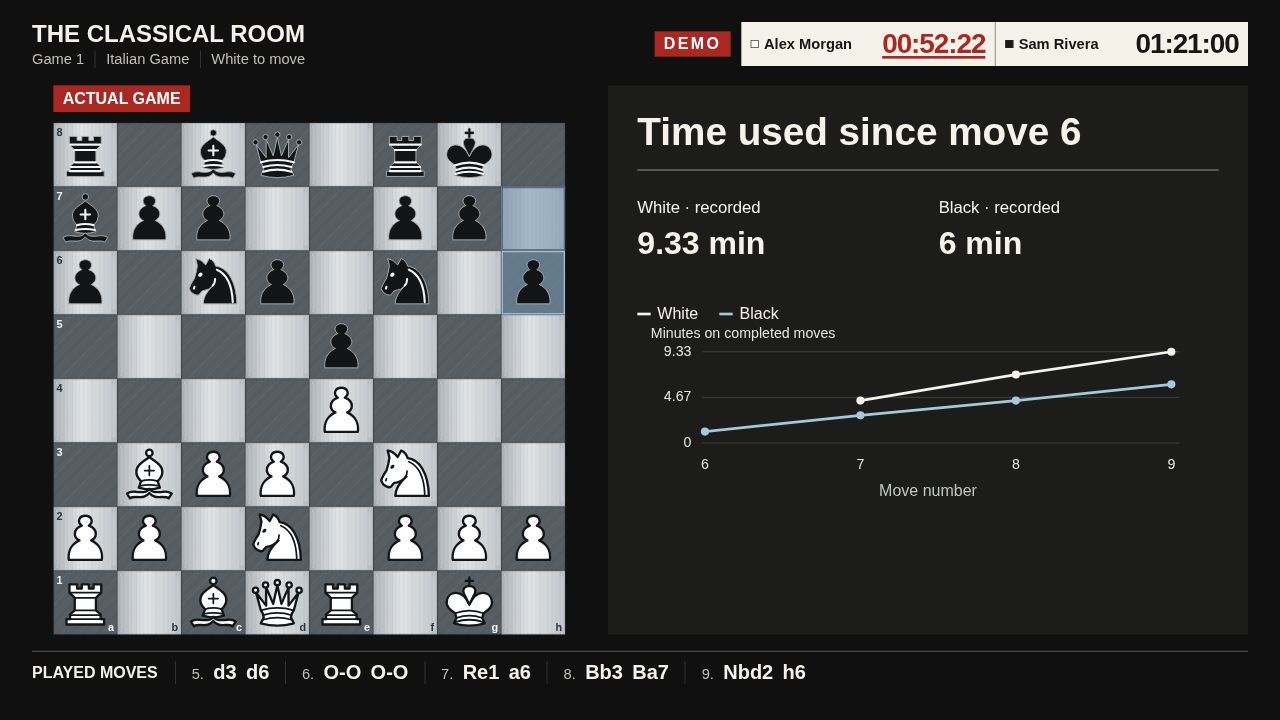 THE CLASSICAL ROOM
Game 1 Italian Game White to move
DEMO
□ Alex Morgan 00:52:22
■ Sam Rivera 01:21:00
ACTUAL GAME
8
7
6
5
4
3
2
1
a b c d e f g h
Time used since move 6
White · recorded Black · recorded
9.33 min 6 min
White Black
Minutes on completed moves
9.33
4.67
0
6 7 8 9
Move number
PLAYED MOVES 5. d3 d6 6. O-O O-O 7. Re1 a6 8. Bb3 Ba7 9. Nbd2 h6